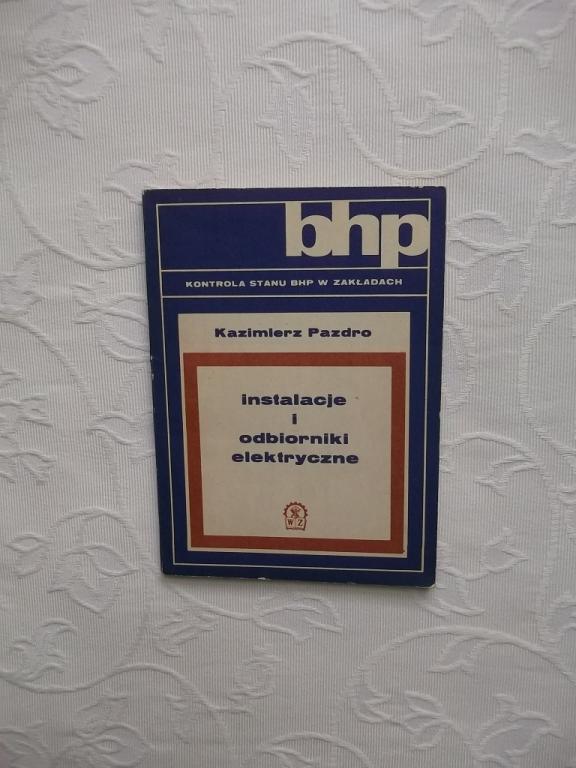 bhp
KONTROLA STANU BHP W ZAKŁADACH
Kazimierz Pazdro
instalacje
i
odbiorniki
elektryczne
W Z